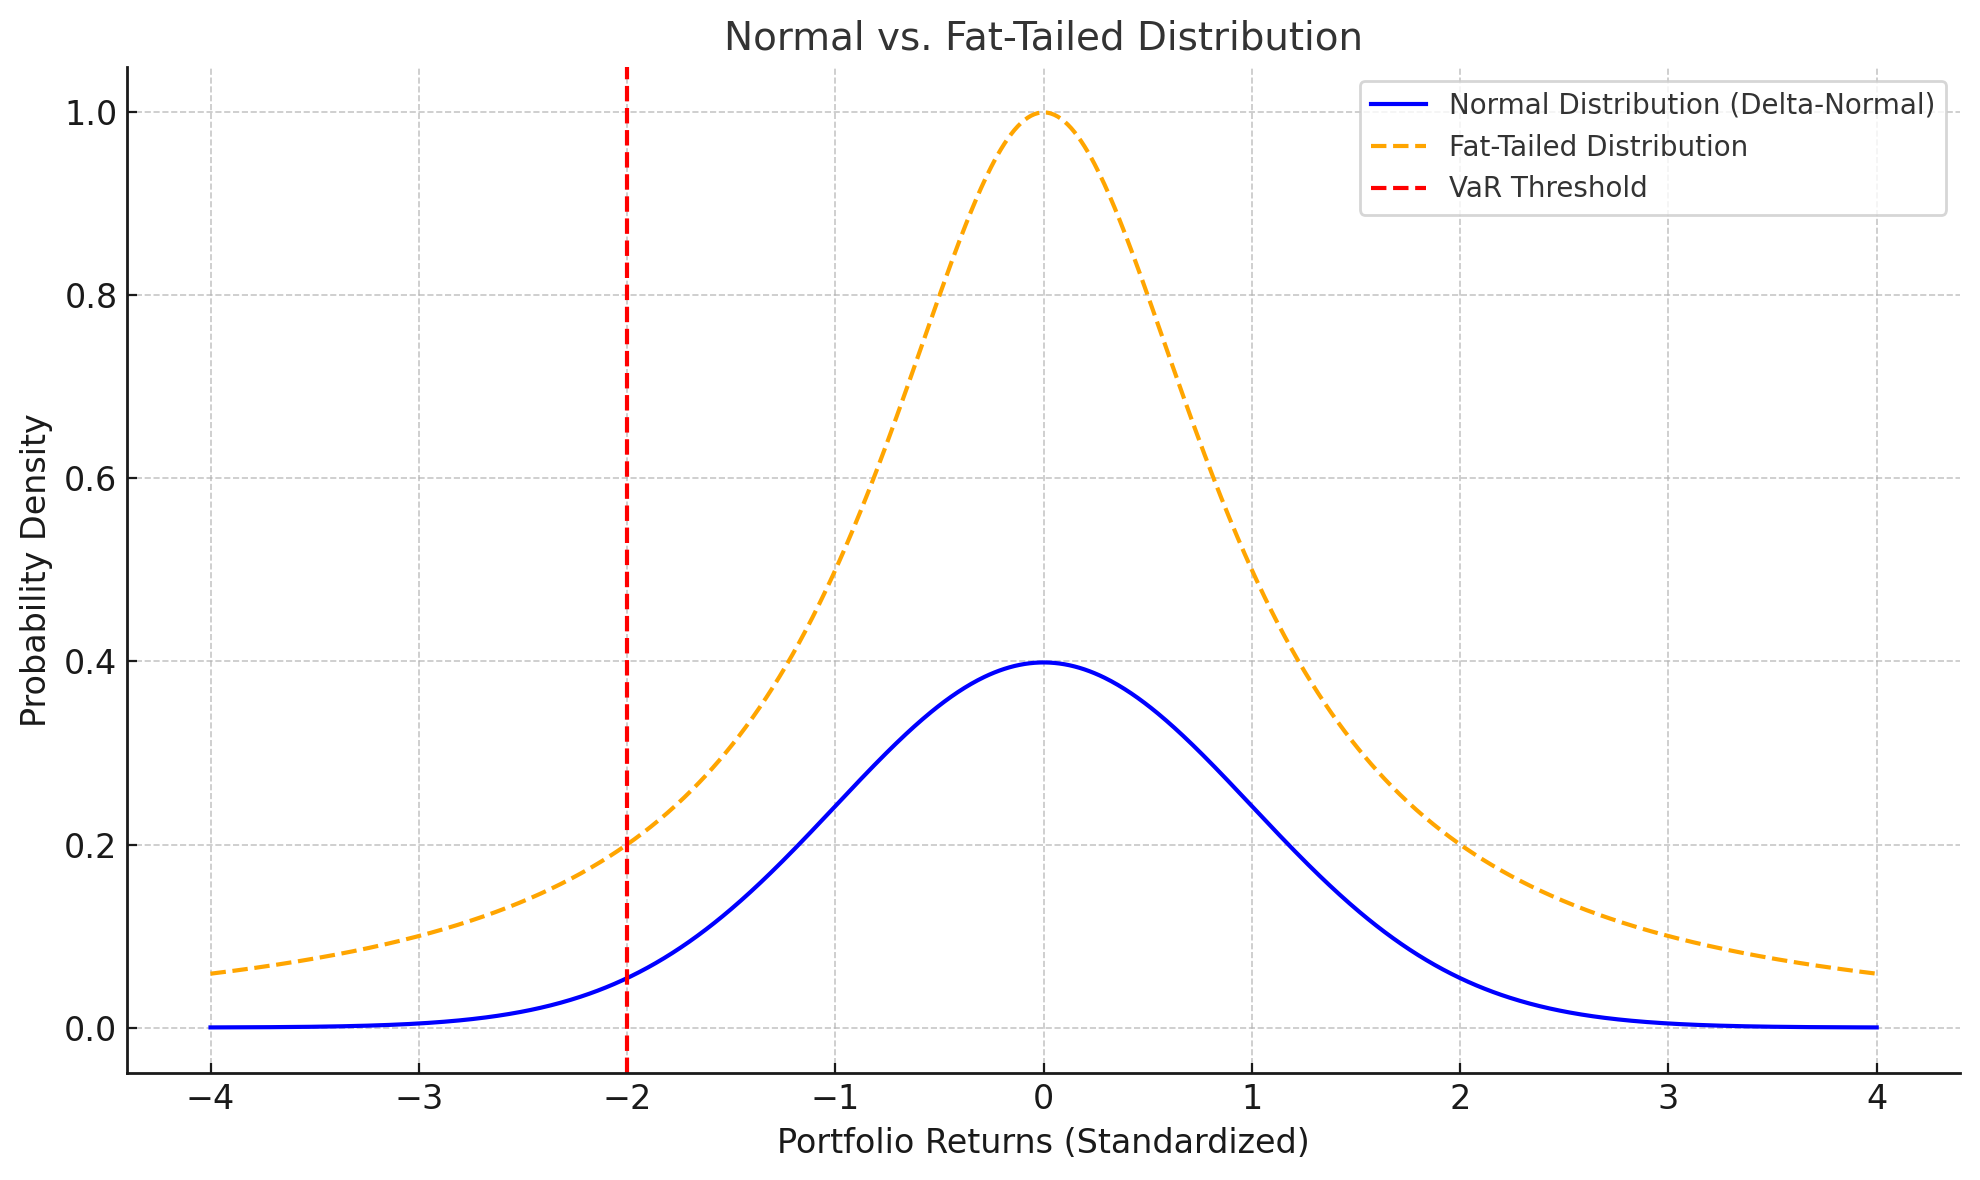 Normal vs. Fat-Tailed Distribution
Normal Distribution (Delta-Normal)
Fat-Tailed Distribution
VaR Threshold
Probability Density
1.0
0.8
0.6
0.4
0.2
0.0
−4 −3 −2 −1 0 1 2 3 4
Portfolio Returns (Standardized)